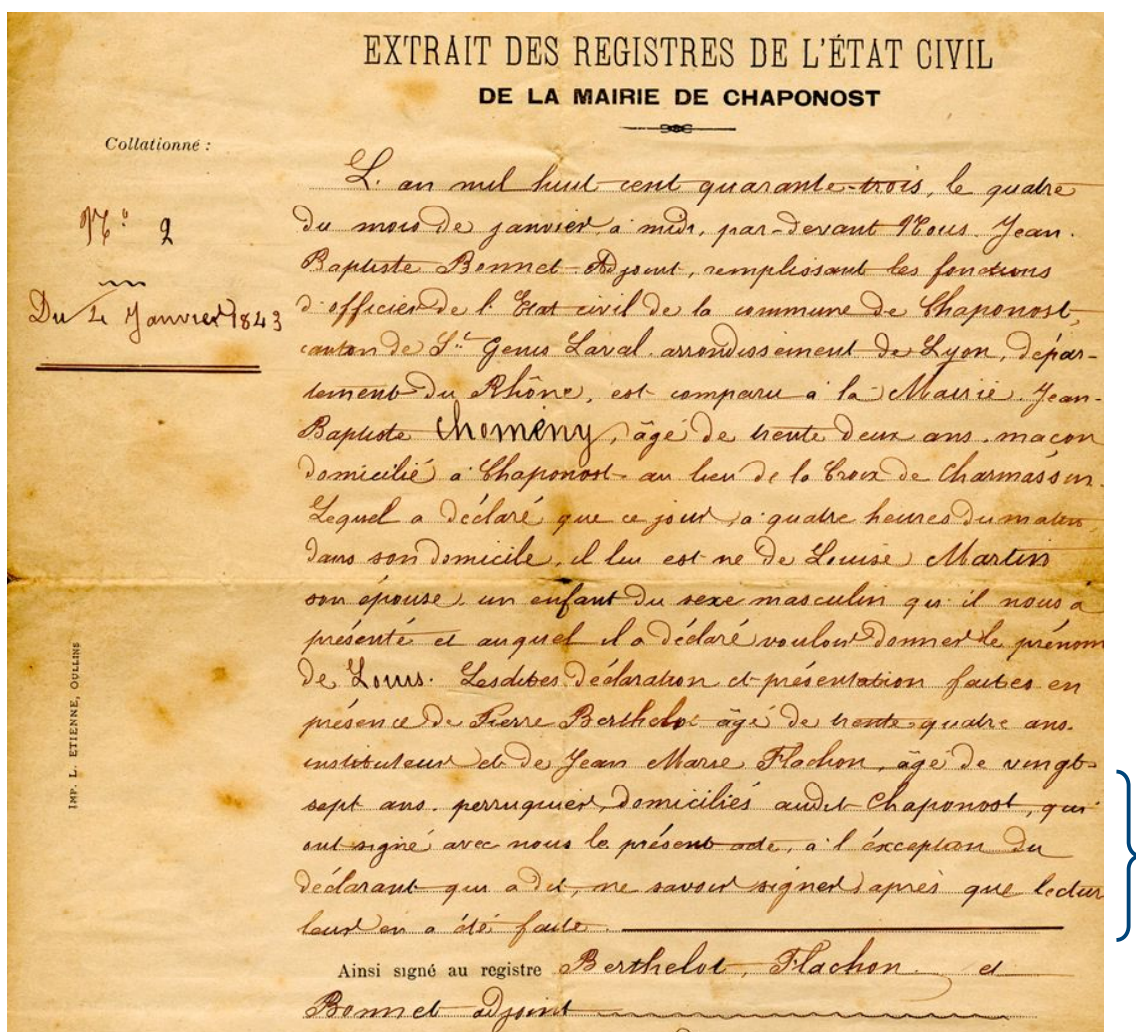 EXTRAIT DES REGISTRES DE L'ÉTAT CIVIL
DE LA MAIRIE DE CHAPONOST
Collationné :
N° 2
Du 4 Janvier 1843
L'an mil huit cent quarante-trois, le quatre
du mois de janvier, à midi, par-devant Nous, Jean-
Baptiste Bonnet Adjoint, remplissant les fonctions
d'officier de l'Etat civil de la commune de Chaponost,
canton de St Genis Laval, arrondissement de Lyon, dépar-
tement du Rhône, est comparu à la Mairie, Jean-
Baptiste Chomény, âgé de trente deux ans, maçon
domicilié à Chaponost au lieu de la Croix de Charmasson.
Lequel a déclaré que ce jour, à quatre heures du matin,
dans son domicile, il lui est né de Louise Martin
son épouse, un enfant du sexe masculin qu'il nous a
présenté et auquel il a déclaré vouloir donner le prénom
de Louis. Lesdites déclaration et présentation faites en
présence de Pierre Berthelot âgé de trente-quatre ans,
instituteur et de Jean Marie Flachon, âgé de vingt-
sept ans, perruquier, domiciliés audit Chaponost, qui
ont signé avec nous le présent acte, à l'éxception du
déclarant qui a dit, ne savoir signer, après que lectur
leur en a été faite.
Ainsi signé au registre Berthelot, Flachon et
Bonnet adjoint
IMP. L. ETIENNE, OULLINS